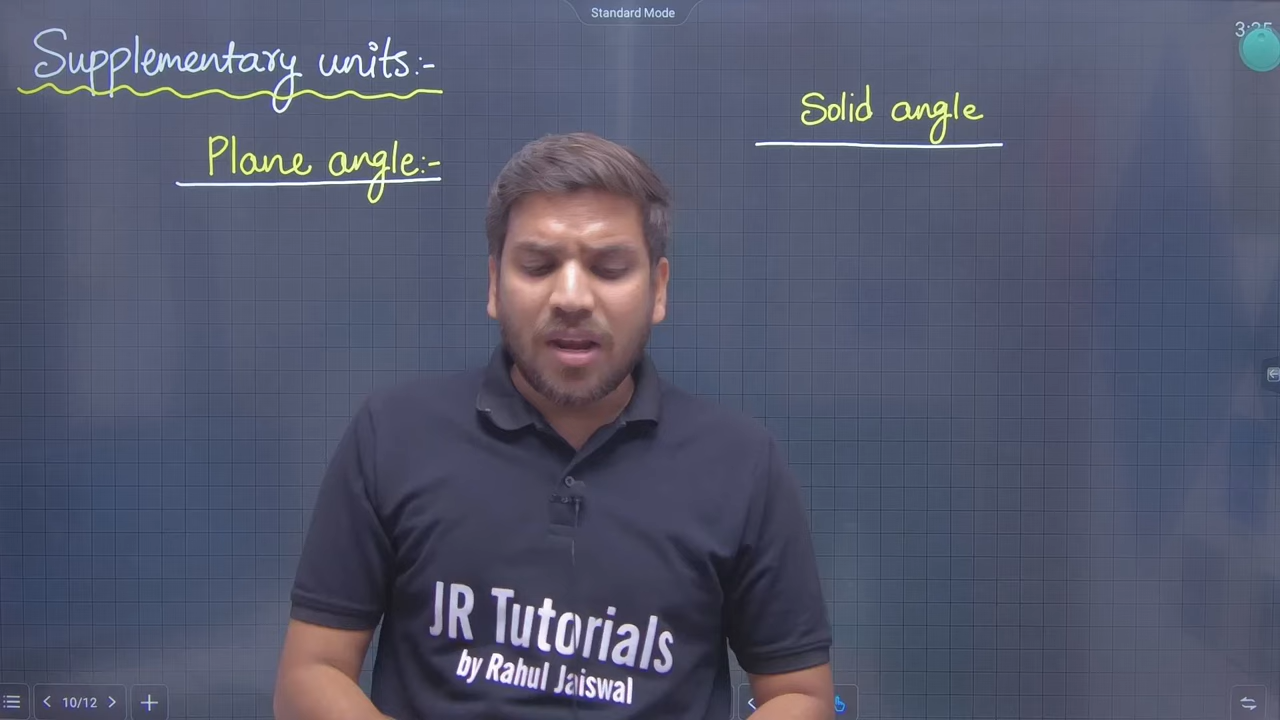 Standard Mode
Supplementary units:-
Solid angle
Plane angle:-
JR Tutorials
by Rahul Jaiswal
10/12